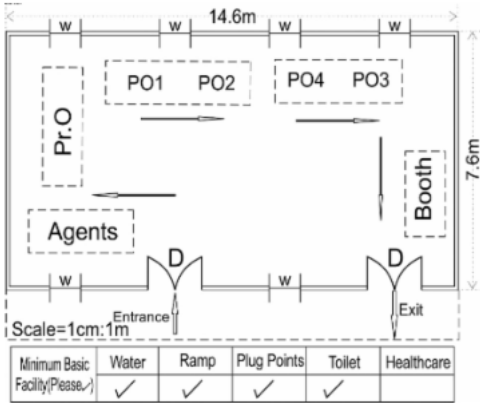 14.6m
W W W W
PO1 PO2 PO4 PO3
Pr.O
7.6m
Booth
Agents
D D
W W
Entrance Exit
Scale=1cm:1m
Minimum Basic Facility(Please✓) Water Ramp Plug Points Toilet Healthcare
✓ ✓ ✓ ✓